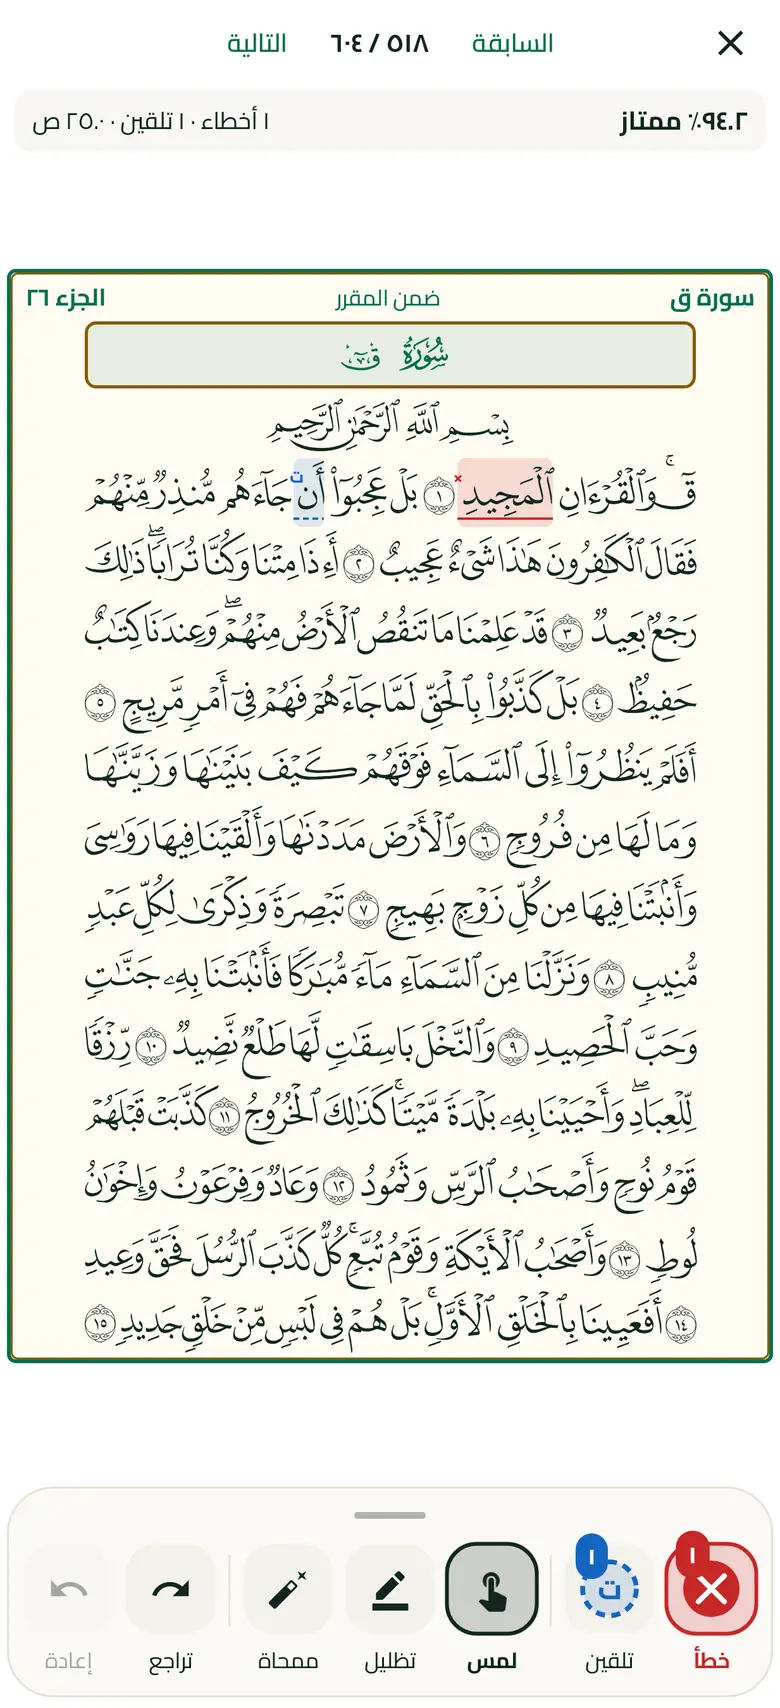 السابقة ٥١٨ / ٦٠٤ التالية
٩٤.٢٪ ممتاز ١ أخطاء · ١ تلقين · ٢٥.٠٠ ص
سورة ق ضمن المقرر الجزء ٢٦
سُورَةُ قٓ
بِسْمِ ٱللَّهِ ٱلرَّحْمَٰنِ ٱلرَّحِيمِ
قٓۚ وَٱلْقُرْءَانِ ٱلْمَجِيدِ ١ بَلْ عَجِبُوٓا۟ أَن جَآءَهُم مُّنذِرٌ مِّنْهُمْ
فَقَالَ ٱلْكَٰفِرُونَ هَٰذَا شَىْءٌ عَجِيبٌ ٢ أَءِذَا مِتْنَا وَكُنَّا تُرَابًا ۖ ذَٰلِكَ
رَجْعٌۢ بَعِيدٌ ٣ قَدْ عَلِمْنَا مَا تَنقُصُ ٱلْأَرْضُ مِنْهُمْ ۖ وَعِندَنَا كِتَٰبٌ
حَفِيظٌۢ ٤ بَلْ كَذَّبُوا۟ بِٱلْحَقِّ لَمَّا جَآءَهُمْ فَهُمْ فِىٓ أَمْرٍ مَّرِيجٍ ٥
أَفَلَمْ يَنظُرُوٓا۟ إِلَى ٱلسَّمَآءِ فَوْقَهُمْ كَيْفَ بَنَيْنَٰهَا وَزَيَّنَّٰهَا
وَمَا لَهَا مِن فُرُوجٍ ٦ وَٱلْأَرْضَ مَدَدْنَٰهَا وَأَلْقَيْنَا فِيهَا رَوَٰسِىَ
وَأَنۢبَتْنَا فِيهَا مِن كُلِّ زَوْجٍۭ بَهِيجٍ ٧ تَبْصِرَةً وَذِكْرَىٰ لِكُلِّ عَبْدٍ
مُّنِيبٍ ٨ وَنَزَّلْنَا مِنَ ٱلسَّمَآءِ مَآءً مُّبَٰرَكًا فَأَنۢبَتْنَا بِهِۦ جَنَّٰتٍ
وَحَبَّ ٱلْحَصِيدِ ٩ وَٱلنَّخْلَ بَاسِقَٰتٍ لَّهَا طَلْعٌ نَّضِيدٌ ١٠ رِّزْقًا
لِّلْعِبَادِ ۖ وَأَحْيَيْنَا بِهِۦ بَلْدَةً مَّيْتًا ۚ كَذَٰلِكَ ٱلْخُرُوجُ ١١ كَذَّبَتْ قَبْلَهُمْ
قَوْمُ نُوحٍ وَأَصْحَٰبُ ٱلرَّسِّ وَثَمُودُ ١٢ وَعَادٌ وَفِرْعَوْنُ وَإِخْوَٰنُ
لُوطٍ ١٣ وَأَصْحَٰبُ ٱلْأَيْكَةِ وَقَوْمُ تُبَّعٍ ۚ كُلٌّ كَذَّبَ ٱلرُّسُلَ فَحَقَّ وَعِيدِ
١٤ أَفَعَيِينَا بِٱلْخَلْقِ ٱلْأَوَّلِ ۚ بَلْ هُمْ فِى لَبْسٍ مِّنْ خَلْقٍ جَدِيدٍ ١٥
١ ١ ت
خطأ تلقين لمس تظليل ممحاة تراجع إعادة